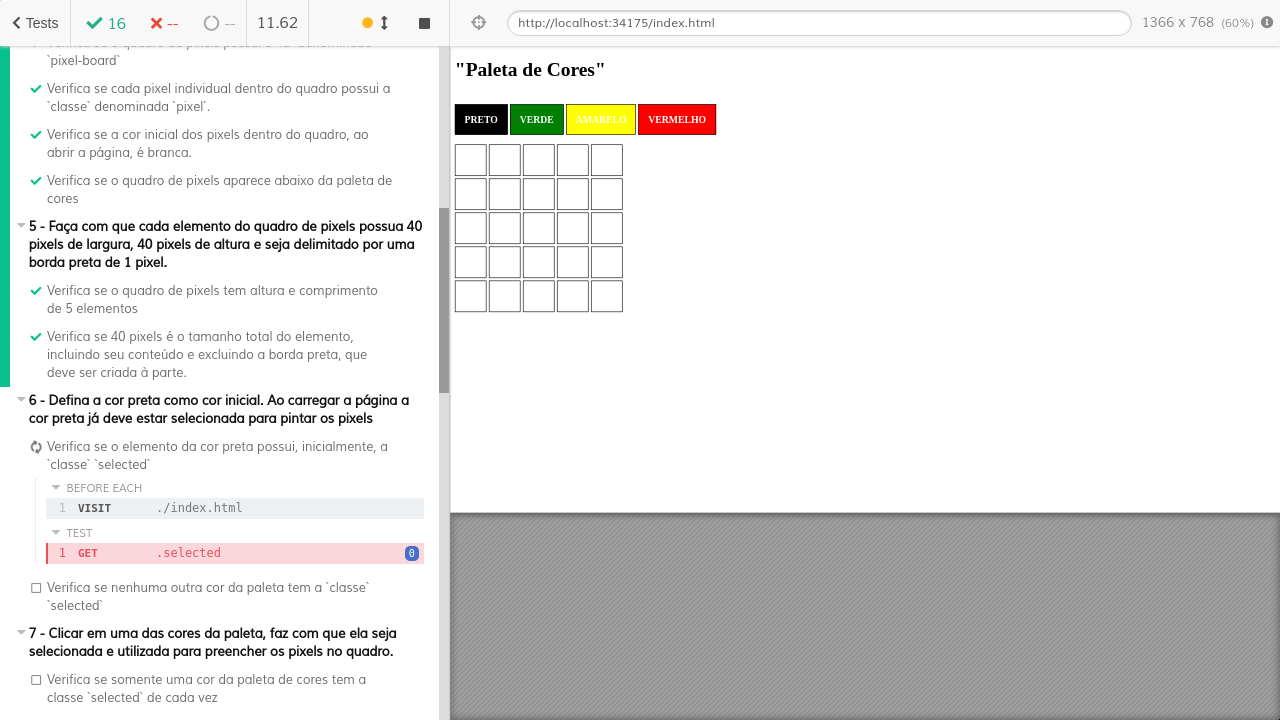 Tests
16
--
--
11.62
http://localhost:34175/index.html
1366 x 768 (60%)
`pixel-board`
Verifica se cada pixel individual dentro do quadro possui a
`classe` denominada `pixel`.
Verifica se a cor inicial dos pixels dentro do quadro, ao
abrir a página, é branca.
Verifica se o quadro de pixels aparece abaixo da paleta de
cores
5 - Faça com que cada elemento do quadro de pixels possua 40
pixels de largura, 40 pixels de altura e seja delimitado por uma
borda preta de 1 pixel.
Verifica se o quadro de pixels tem altura e comprimento
de 5 elementos
Verifica se 40 pixels é o tamanho total do elemento,
incluindo seu conteúdo e excluindo a borda preta, que
deve ser criada à parte.
6 - Defina a cor preta como cor inicial. Ao carregar a página a
cor preta já deve estar selecionada para pintar os pixels
Verifica se o elemento da cor preta possui, inicialmente, a
`classe` `selected`
BEFORE EACH
1 VISIT ./index.html
TEST
1 GET .selected 0
Verifica se nenhuma outra cor da paleta tem a `classe`
`selected`
7 - Clicar em uma das cores da paleta, faz com que ela seja
selecionada e utilizada para preencher os pixels no quadro.
Verifica se somente uma cor da paleta de cores tem a
classe `selected` de cada vez
"Paleta de Cores"
PRETO VERDE AMARELO VERMELHO